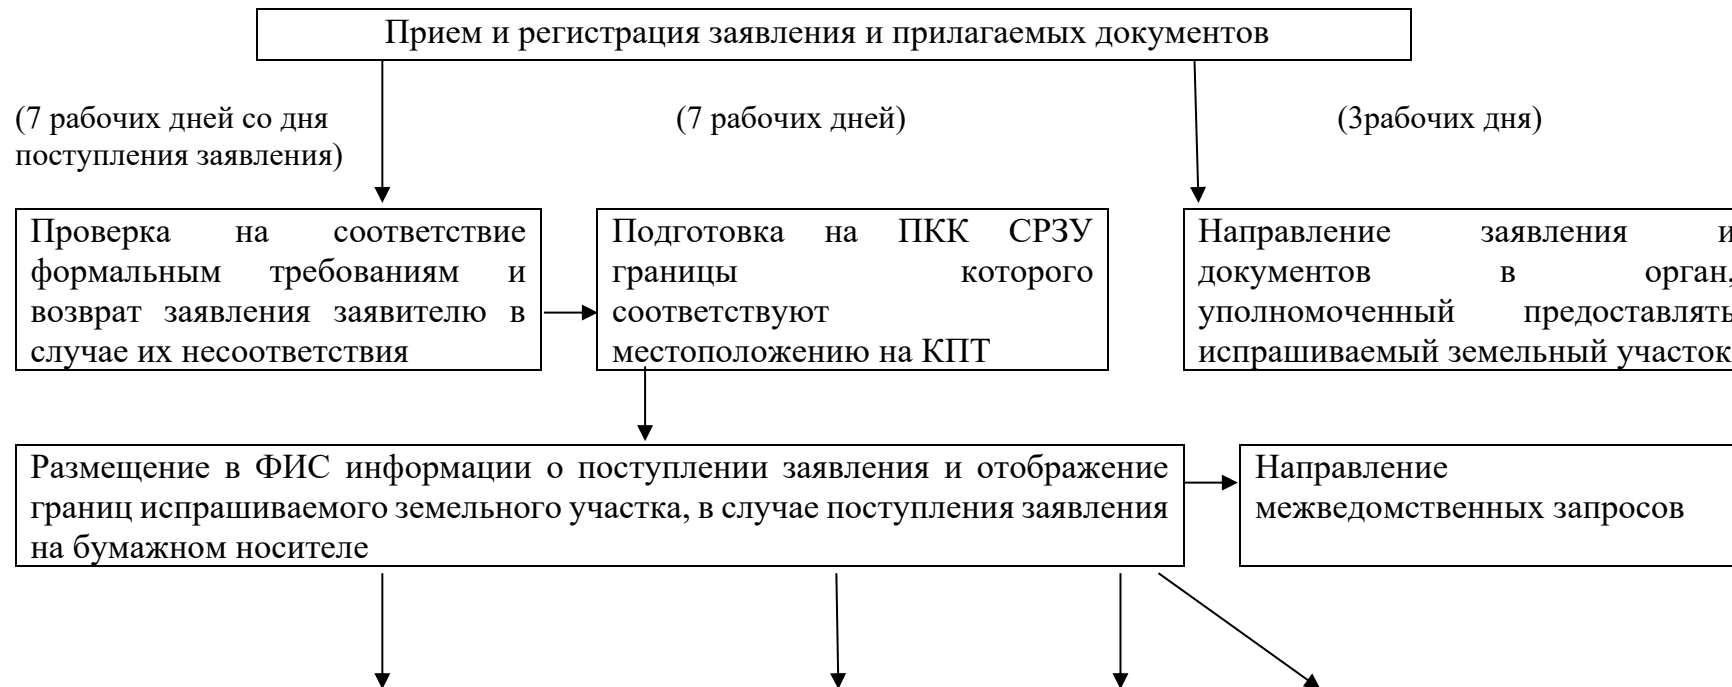 Прием и регистрация заявления и прилагаемых документов
(7 рабочих дней со дня
поступления заявления)
(7 рабочих дней)
(3рабочих дня)
Проверка на соответствие
формальным требованиям и
возврат заявления заявителю в
случае их несоответствия
Подготовка на ПКК СРЗУ
границы которого
соответствуют
местоположению на КПТ
Направление заявления и
документов в орган,
уполномоченный предоставлять
испрашиваемый земельный участок
Размещение в ФИС информации о поступлении заявления и отображение
границ испрашиваемого земельного участка, в случае поступления заявления
на бумажном носителе
Направление
межведомственных запросов